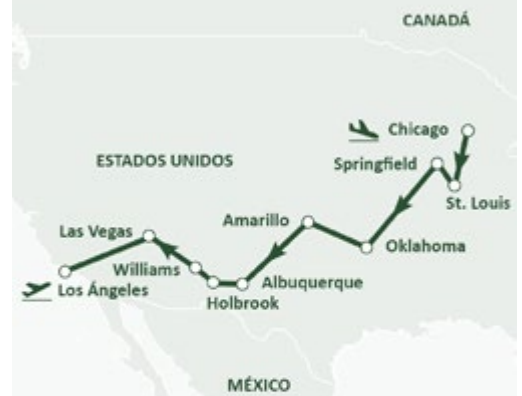 CANADÁ
Chicago
Springfield
ESTADOS UNIDOS
St. Louis
Amarillo
Las Vegas
Oklahoma
Williams
Albuquerque
Los Ángeles
Holbrook
MÉXICO